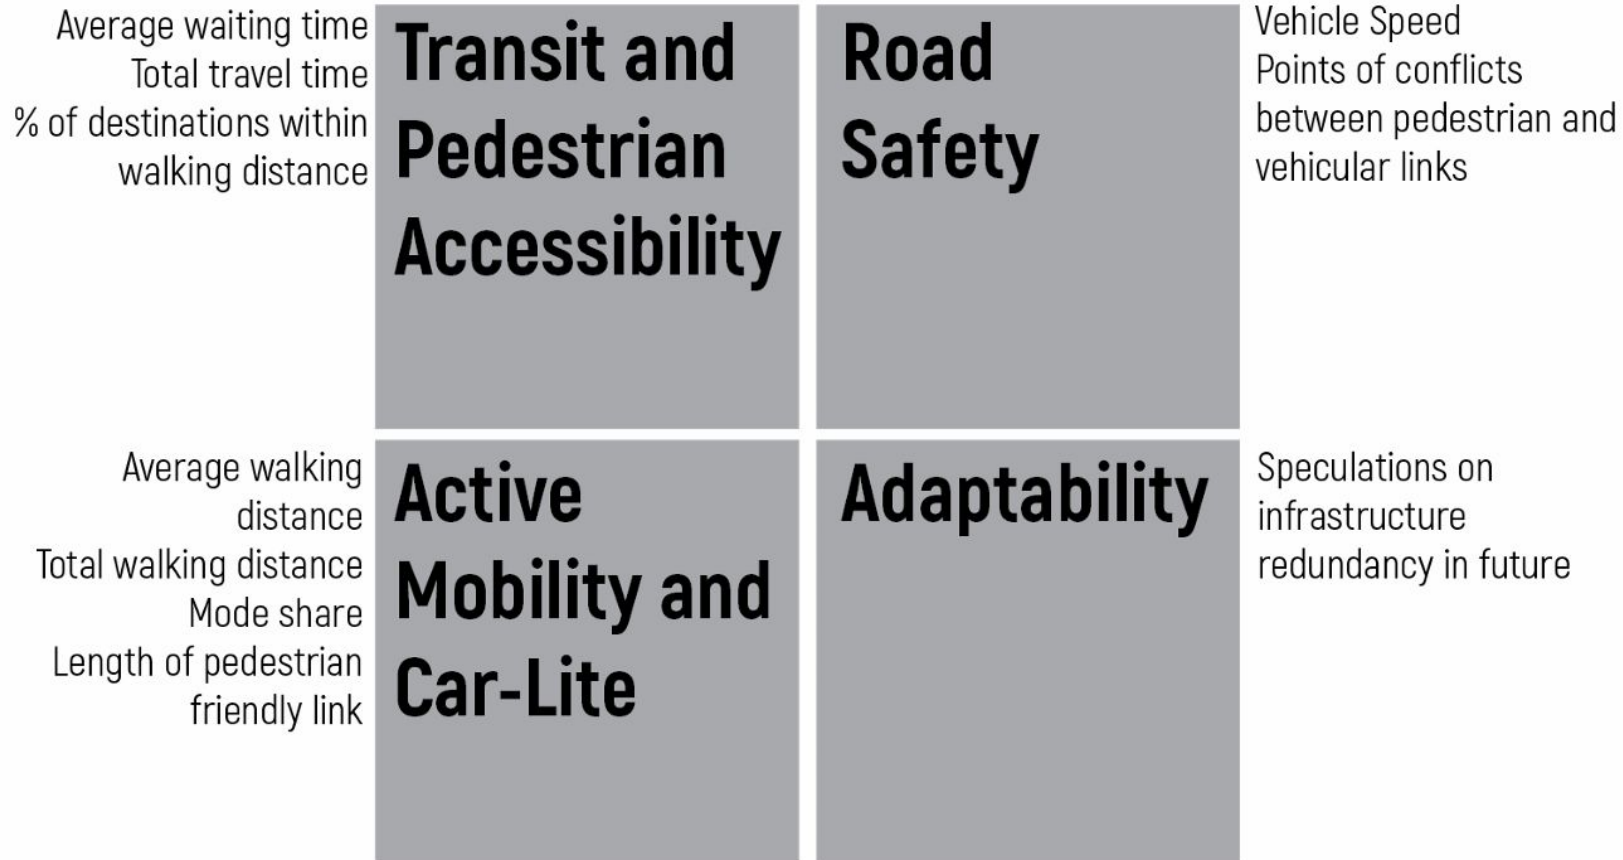 Average waiting time
Total travel time
% of destinations within
walking distance
Transit and
Pedestrian
Accessibility
Road
Safety
Vehicle Speed
Points of conflicts
between pedestrian and
vehicular links
Average walking
distance
Total walking distance
Mode share
Length of pedestrian
friendly link
Active
Mobility and
Car-Lite
Adaptability
Speculations on
infrastructure
redundancy in future